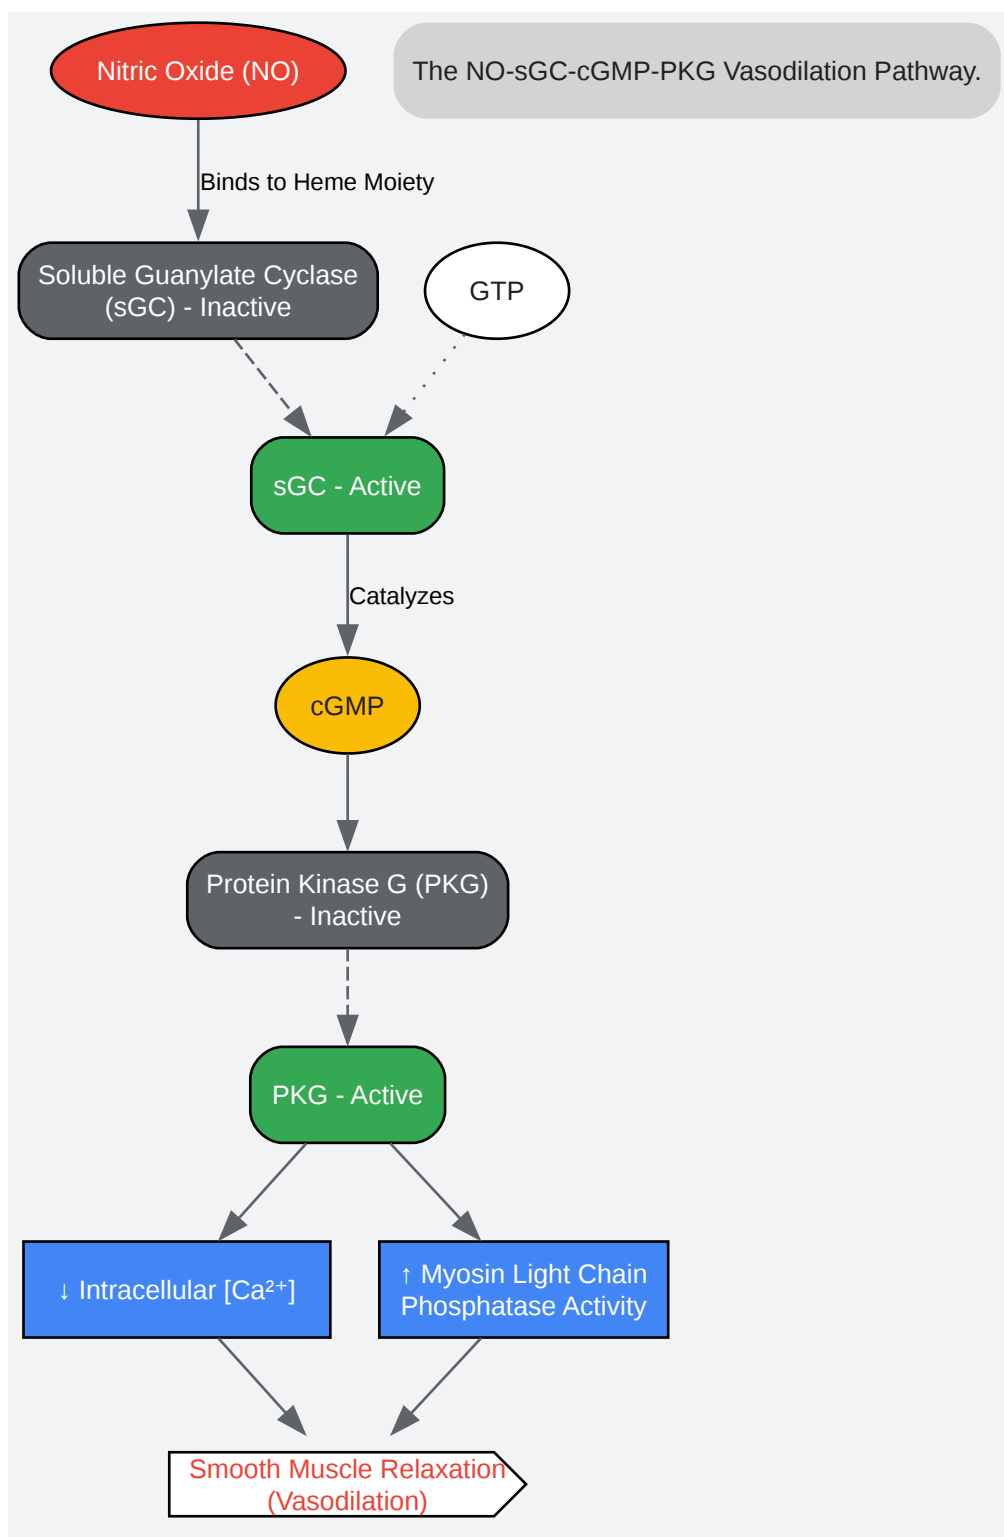 Nitric Oxide (NO)
The NO-sGC-cGMP-PKG Vasodilation Pathway.
Binds to Heme Moiety
Soluble Guanylate Cyclase
(sGC) - Inactive
GTP
sGC - Active
Catalyzes
cGMP
Protein Kinase G (PKG)
- Inactive
PKG - Active
↓ Intracellular [Ca²⁺]
↑ Myosin Light Chain
Phosphatase Activity
Smooth Muscle Relaxation
(Vasodilation)